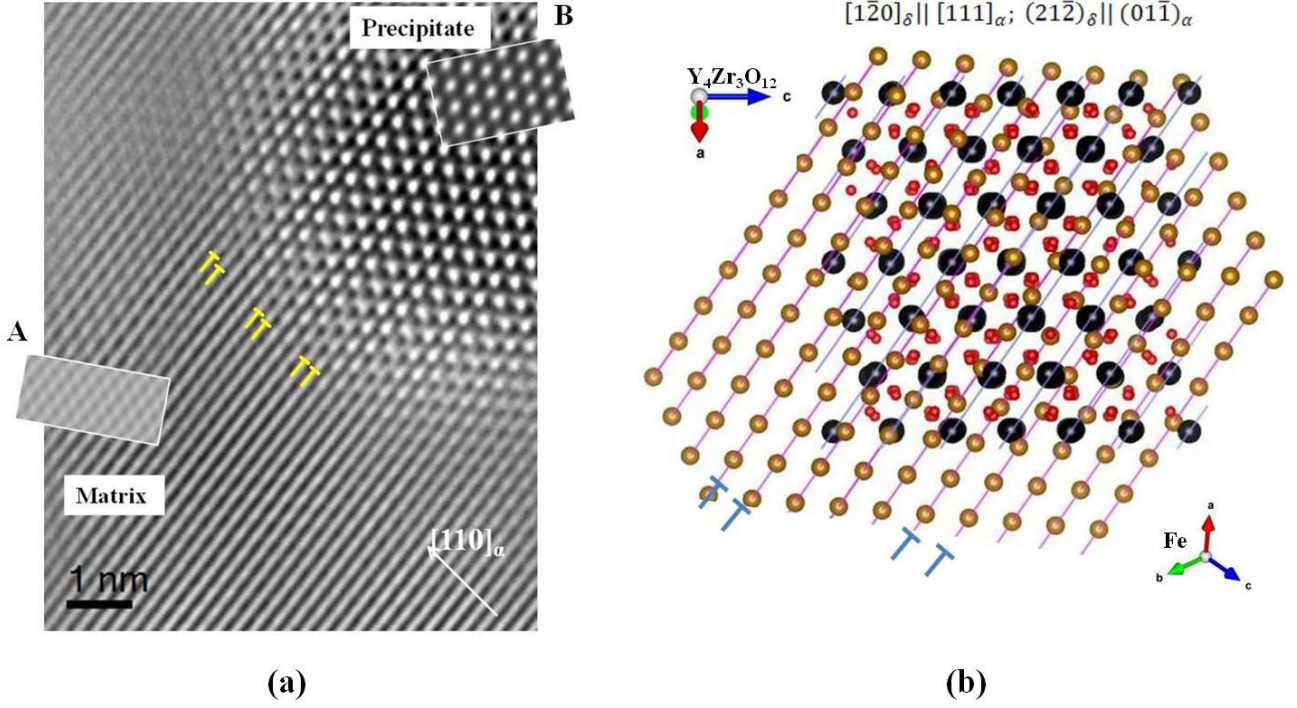 Precipitate
B
A
Matrix
[110]α
1 nm
(a)
[12̄0]δ|| [111]α; (212̄)δ|| (011̄)α
Y4Zr3O12
c
a
Fe
a
b
c
(b)